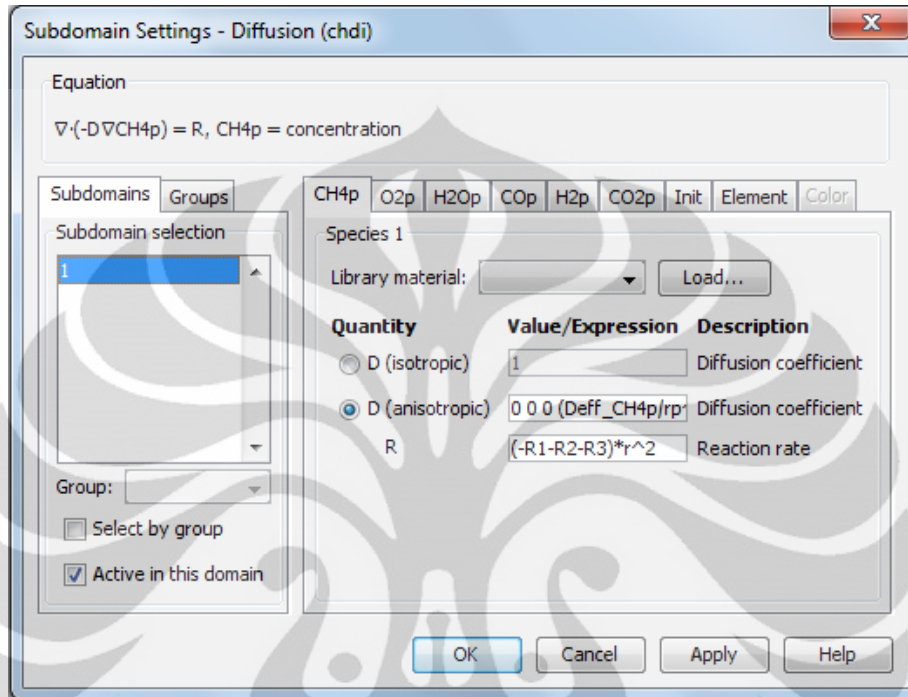 Subdomain Settings - Diffusion (chdi)
Equation
∇·(-D∇CH4p) = R, CH4p = concentration
Subdomains Groups
CH4p O2p H2Op COp H2p CO2p Init Element Color
Subdomain selection
1
Species 1
Library material: Load...
Quantity Value/Expression Description
D (isotropic) 1 Diffusion coefficient
D (anisotropic) 0 0 0 (Deff_CH4p/rp Diffusion coefficient
R (-R1-R2-R3)*r^2 Reaction rate
Group:
Select by group
Active in this domain
OK Cancel Apply Help